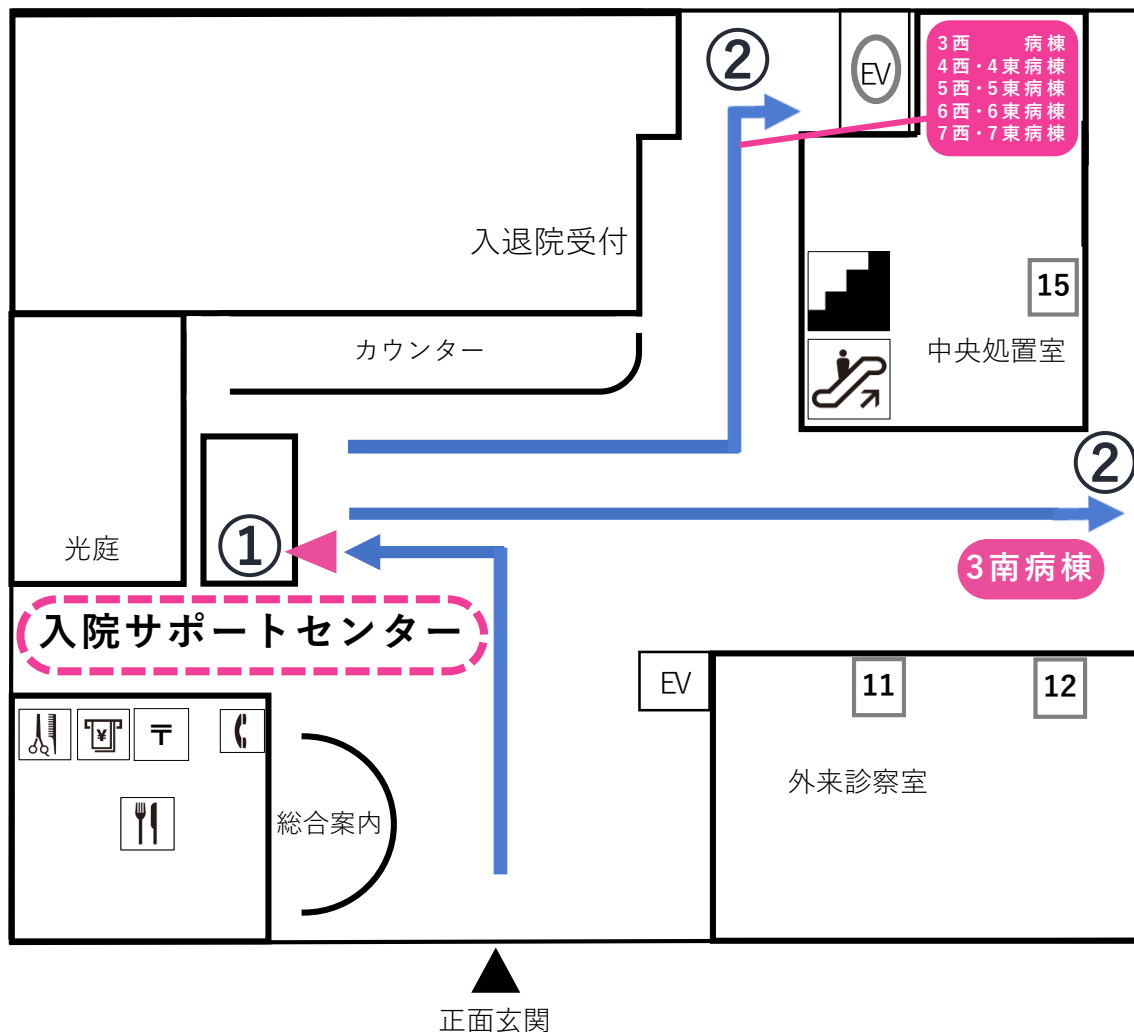 ②
EV
3西 病棟
4西・4東病棟
5西・5東病棟
6西・6東病棟
7西・7東病棟
入退院受付
15
カウンター
中央処置室
②
①
光庭
3南病棟
入院サポートセンター
EV
11
12
¥
〒
外来診察室
総合案内
正面玄関